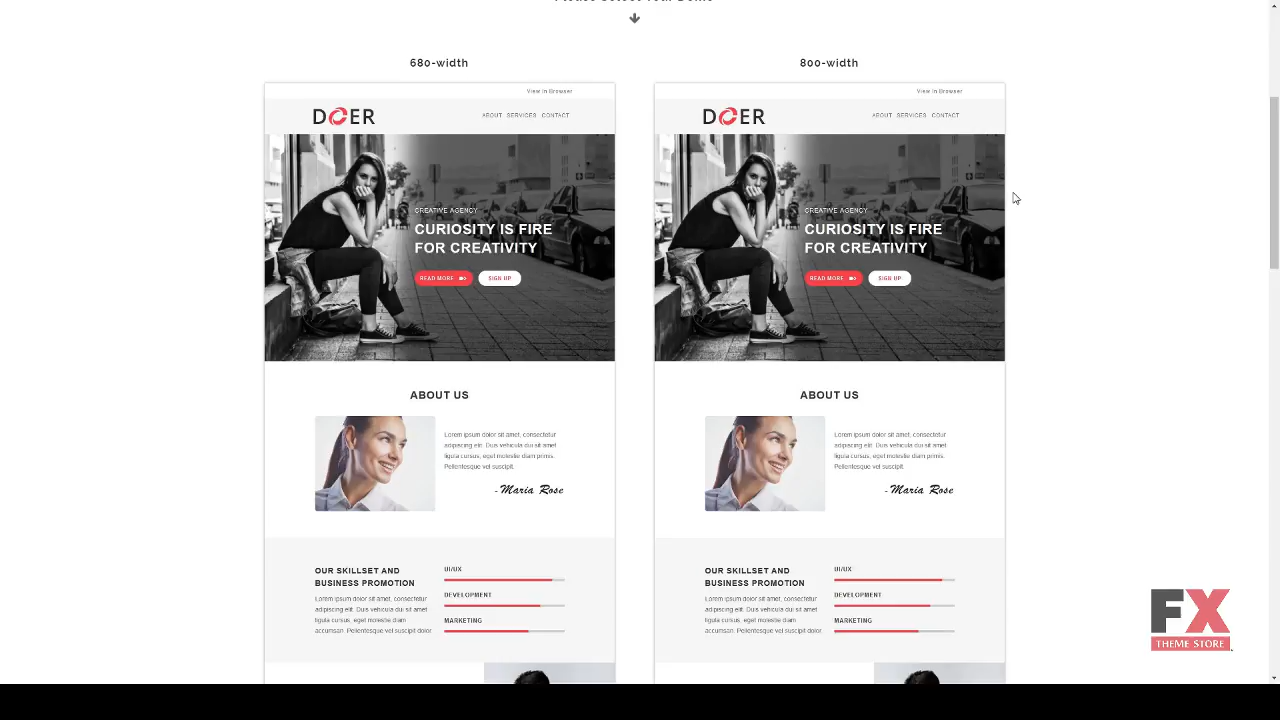 Please Select Your Demo
680-width
View In Browser
DOER
ABOUT SERVICES CONTACT
CREATIVE AGENCY
CURIOSITY IS FIRE
FOR CREATIVITY
READ MORE
SIGN UP
ABOUT US
Lorem ipsum dolor sit amet, consectetur
adipiscing elit. Duis vehicula dui sit amet
ligula cursus, eget molestie diam primis.
Pellentesque vel suscipit.
- Maria Rose
OUR SKILLSET AND
BUSINESS PROMOTION
Lorem ipsum dolor sit amet, consectetur
adipiscing elit. Duis vehicula dui sit amet
ligula cursus, eget molestie diam
accumsan. Pellentesque vel suscipit dolor.
UI/UX
DEVELOPMENT
MARKETING
800-width
View In Browser
DOER
ABOUT SERVICES CONTACT
CREATIVE AGENCY
CURIOSITY IS FIRE
FOR CREATIVITY
READ MORE
SIGN UP
ABOUT US
Lorem ipsum dolor sit amet, consectetur
adipiscing elit. Duis vehicula dui sit amet
ligula cursus, eget molestie diam primis.
Pellentesque vel suscipit.
- Maria Rose
OUR SKILLSET AND
BUSINESS PROMOTION
Lorem ipsum dolor sit amet, consectetur
adipiscing elit. Duis vehicula dui sit amet
ligula cursus, eget molestie diam
accumsan. Pellentesque vel suscipit dolor.
UI/UX
DEVELOPMENT
MARKETING
FX
THEME STORE